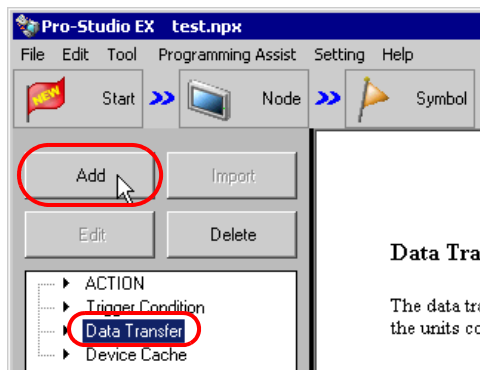 Pro-Studio EX test.npx
File Edit Tool Programming Assist Setting Help
NEW Start Node Symbol
Add Import
Edit Delete
ACTION
Trigger Condition
Data Transfer
Device Cache
Data Tra
The data tra
the units co